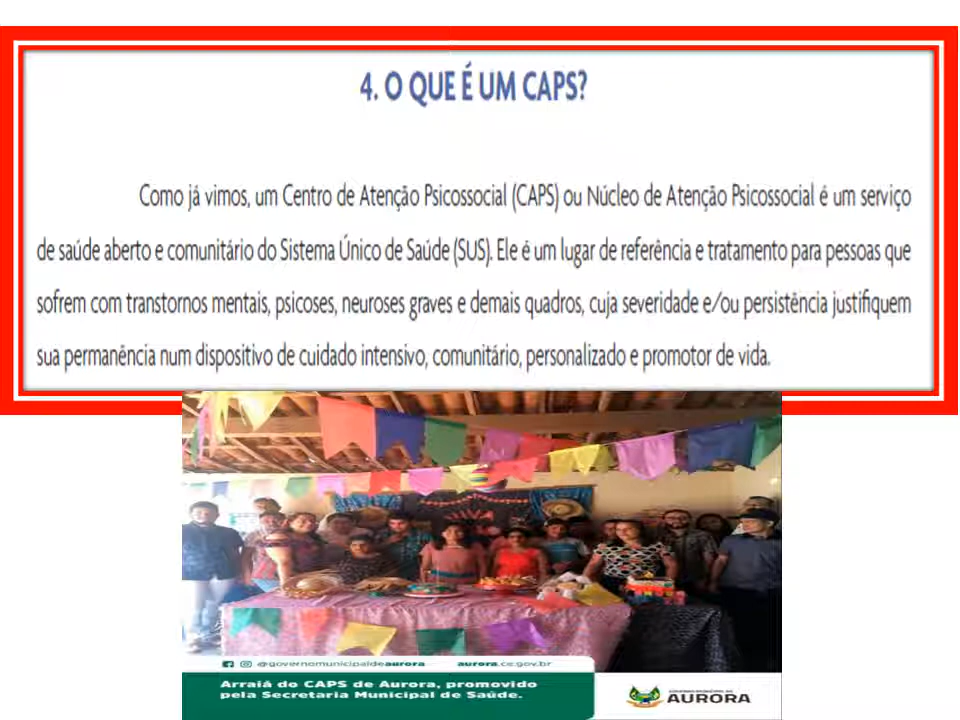 4. O QUE É UM CAPS?
Como já vimos, um Centro de Atenção Psicossocial (CAPS) ou Núcleo de Atenção Psicossocial é um serviço
de saúde aberto e comunitário do Sistema Único de Saúde (SUS). Ele é um lugar de referência e tratamento para pessoas que
sofrem com transtornos mentais, psicoses, neuroses graves e demais quadros, cuja severidade e/ou persistência justifiquem
sua permanência num dispositivo de cuidado intensivo, comunitário, personalizado e promotor de vida.
@governomunicipaldeaurora aurora.ce.gov.br
Arraiá do CAPS de Aurora, promovido
pela Secretaria Municipal de Saúde.
GOVERNO MUNICIPAL DE
AURORA